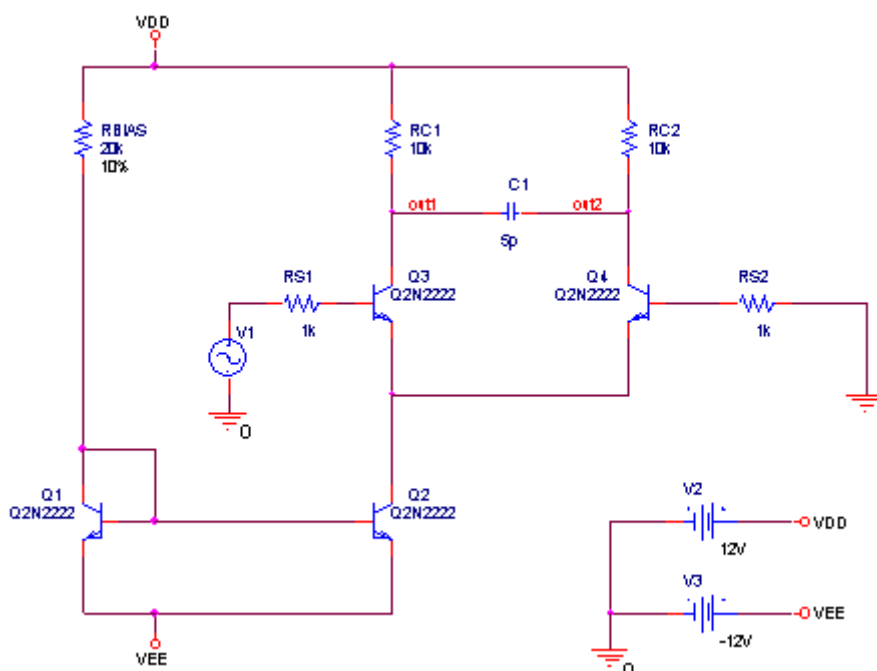 VDD
RBIAS
20k
10%
RC1
10k
RC2
10k
C1
out1
out2
5p
RS1
1k
Q3
Q2N2222
Q4
Q2N2222
RS2
1k
V1
0
Q1
Q2N2222
Q2
Q2N2222
V2
VDD
12V
V3
VEE
-12V
VEE
0